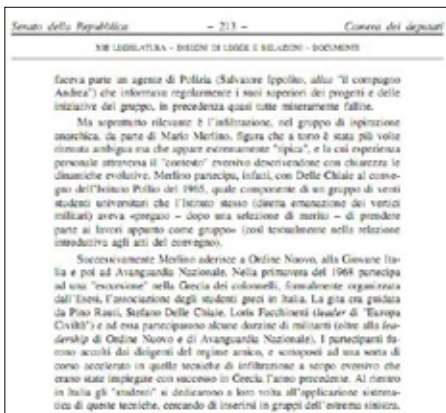 Senato della Repubblica – 213 – Camera dei deputati
XIII LEGISLATURA – DISEGNI DI LEGGE E RELAZIONI - DOCUMENTI
faceva parte un agente di Polizia (Salvatore Ippolito, alias "il compagno
Andrea") che informava regolarmente i suoi superiori dei progetti e delle
iniziative del gruppo, in precedenza quasi tutte miseramente fallite.
Ma soprattutto rilevante è l'infiltrazione, nel gruppo di ispirazione
anarchica, da parte di Mario Merlino, figura che a torto è stata più volte
ritenuta ambigua ma che appare estremamente "tipica", e la cui esperienza
personale attraversa il "contesto" eversivo descrivendone con chiarezza le
dinamiche evolutive. Merlino partecipa, infatti, con Delle Chiaie al conve-
gno dell'Istituto Pollio del 1965, quale componente di un gruppo di venti
studenti universitari che l'Istituto stesso (diretta emanazione dei vertici
militari) aveva «pregato – dopo una selezione di merito – di prendere
parte ai lavori appunto come gruppo» (così testualmente nella relazione
introduttiva agli atti del convegno).
Successivamente Merlino aderisce a Ordine Nuovo, alla Giovane Ita-
lia e poi ad Avanguardia Nazionale. Nella primavera del 1968 partecipa
ad una "escursione" nella Grecia dei colonnelli, formalmente organizzata
dall'Esesi, l'associazione degli studenti greci in Italia. La gita era guidata
da Pino Rauti, Stefano Delle Chiaie, Loris Facchinetti (leader di "Europa
Civiltà") e ad essa partecipavano alcune dozzine di militanti (oltre alla lea-
dership di Ordine Nuovo e di Avanguardia Nazionale). I partecipanti fu-
rono accolti dai dirigenti del regime amico, e sottoposti ad una sorta di
corso accelerato in quelle tecniche di infiltrazione a scopo eversivo che
erano state impiegate con successo in Grecia l'anno precedente. Al rientro
in Italia gli "studenti" si dedicarono a loro volta all'applicazione sistema-
tica di queste tecniche, cercando di inserirsi in gruppi dell'estrema sinistra,